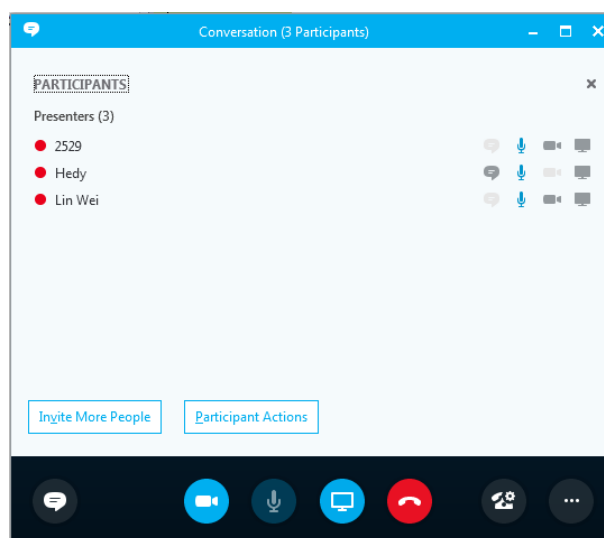 Conversation (3 Participants)
PARTICIPANTS
Presenters (3)
2529
Hedy
Lin Wei
Invite More People
Participant Actions